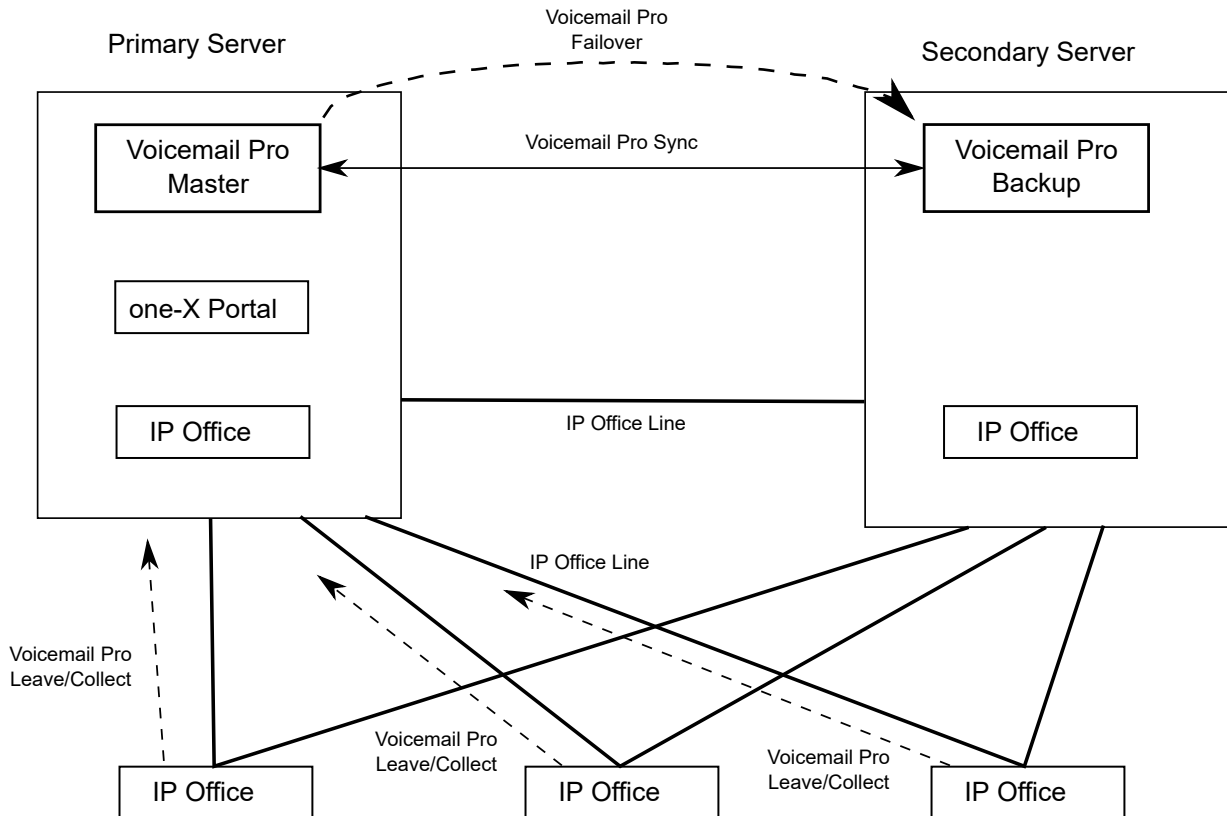 Voicemail Pro
Failover
Primary Server
Secondary Server
Voicemail Pro
Master
Voicemail Pro Sync
Voicemail Pro
Backup
one-X Portal
IP Office
IP Office Line
IP Office
IP Office Line
Voicemail Pro
Leave/Collect
Voicemail Pro
Leave/Collect
Voicemail Pro
Leave/Collect
IP Office
IP Office
IP Office